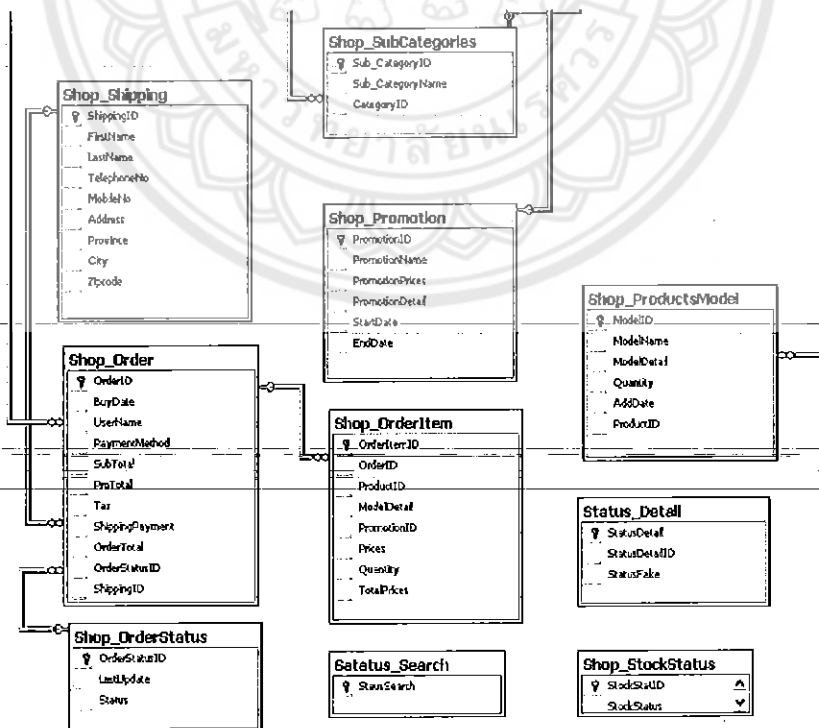 Shop_SubCategories
Sub_CategoryID
Sub_CategoryName
CategoryID
Shop_Shipping
ShippingID
FirstName
LastName
TelephoneNo
MobileNo
Address
Province
City
Zipcode
Shop_Promotion
PromotionID
PromotionName
PromotionPrices
PromotionDetail
StartDate
EndDate
Shop_ProductsModel
ModelID
ModelName
ModelDetail
Quantity
AddDate
ProductID
Shop_Order
OrderID
BuyDate
UserName
PaymentMethod
SubTotal
ProTotal
Tax
ShippingPayment
OrderTotal
OrderStatusID
ShippingID
Shop_OrderItem
OrderItemID
OrderID
ProductID
ModelDetail
PromotionID
Prices
Quantity
TotalPrices
Status_Detail
StatusDetail
StatusDetailID
StatusFake
Shop_OrderStatus
OrderStatusID
LastUpdate
Status
Satatus_Search
StausSearch
Shop_StockStatus
StockStatID
StockStatus